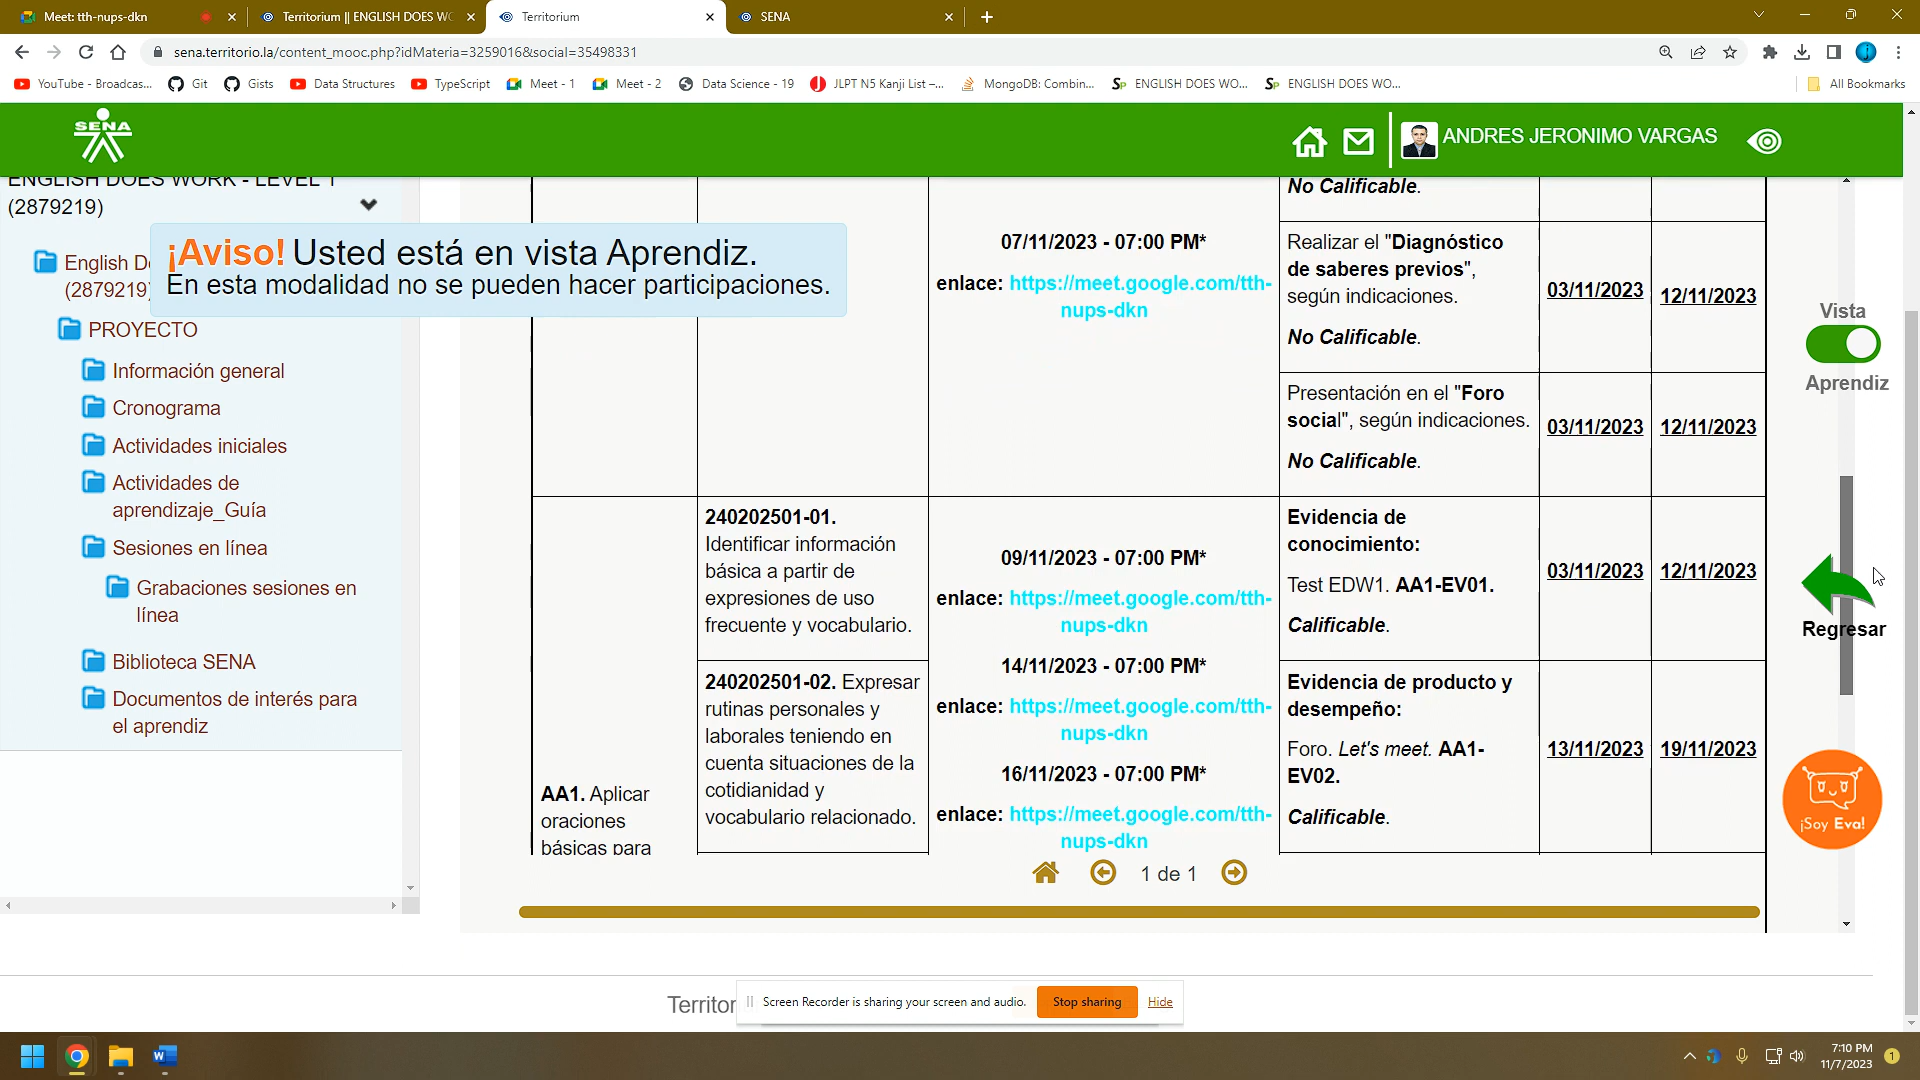 Meet: tth-nups-dkn
Territorium || ENGLISH DOES WC
Territorium
SENA
sena.territorio.la/content_mooc.php?idMateria=3259016&social=35498331
YouTube - Broadcas...
Git
Gists
Data Structures
TypeScript
Meet - 1
Meet - 2
Data Science - 19
JLPT N5 Kanji List –...
MongoDB: Combin...
ENGLISH DOES WO...
ENGLISH DOES WO...
All Bookmarks
SENA
ANDRES JERONIMO VARGAS
ENGLISH DOES WORK - LEVEL 1
(2879219)
¡Aviso! Usted está en vista Aprendiz.
En esta modalidad no se pueden hacer participaciones.
English D
(2879219)
PROYECTO
Información general
Cronograma
Actividades iniciales
Actividades de
aprendizaje_Guía
Sesiones en línea
Grabaciones sesiones en
línea
Biblioteca SENA
Documentos de interés para
el aprendiz
07/11/2023 - 07:00 PM*
enlace: https://meet.google.com/tth-
nups-dkn
No Calificable.
Realizar el "Diagnóstico
de saberes previos",
según indicaciones.
No Calificable.
03/11/2023
12/11/2023
Presentación en el "Foro
social", según indicaciones.
No Calificable.
03/11/2023
12/11/2023
AA1. Aplicar
oraciones
básicas para
240202501-01.
Identificar información
básica a partir de
expresiones de uso
frecuente y vocabulario.
240202501-02. Expresar
rutinas personales y
laborales teniendo en
cuenta situaciones de la
cotidianidad y
vocabulario relacionado.
09/11/2023 - 07:00 PM*
enlace: https://meet.google.com/tth-
nups-dkn
14/11/2023 - 07:00 PM*
enlace: https://meet.google.com/tth-
nups-dkn
16/11/2023 - 07:00 PM*
enlace: https://meet.google.com/tth-
nups-dkn
Evidencia de
conocimiento:
Test EDW1. AA1-EV01.
Calificable.
03/11/2023
12/11/2023
Evidencia de producto y
desempeño:
Foro. Let's meet. AA1-
EV02.
Calificable.
13/11/2023
19/11/2023
Vista
Aprendiz
Regresar
¡Soy Eva!
1 de 1
Territor
Screen Recorder is sharing your screen and audio.
Stop sharing
Hide
7:10 PM
11/7/2023
1